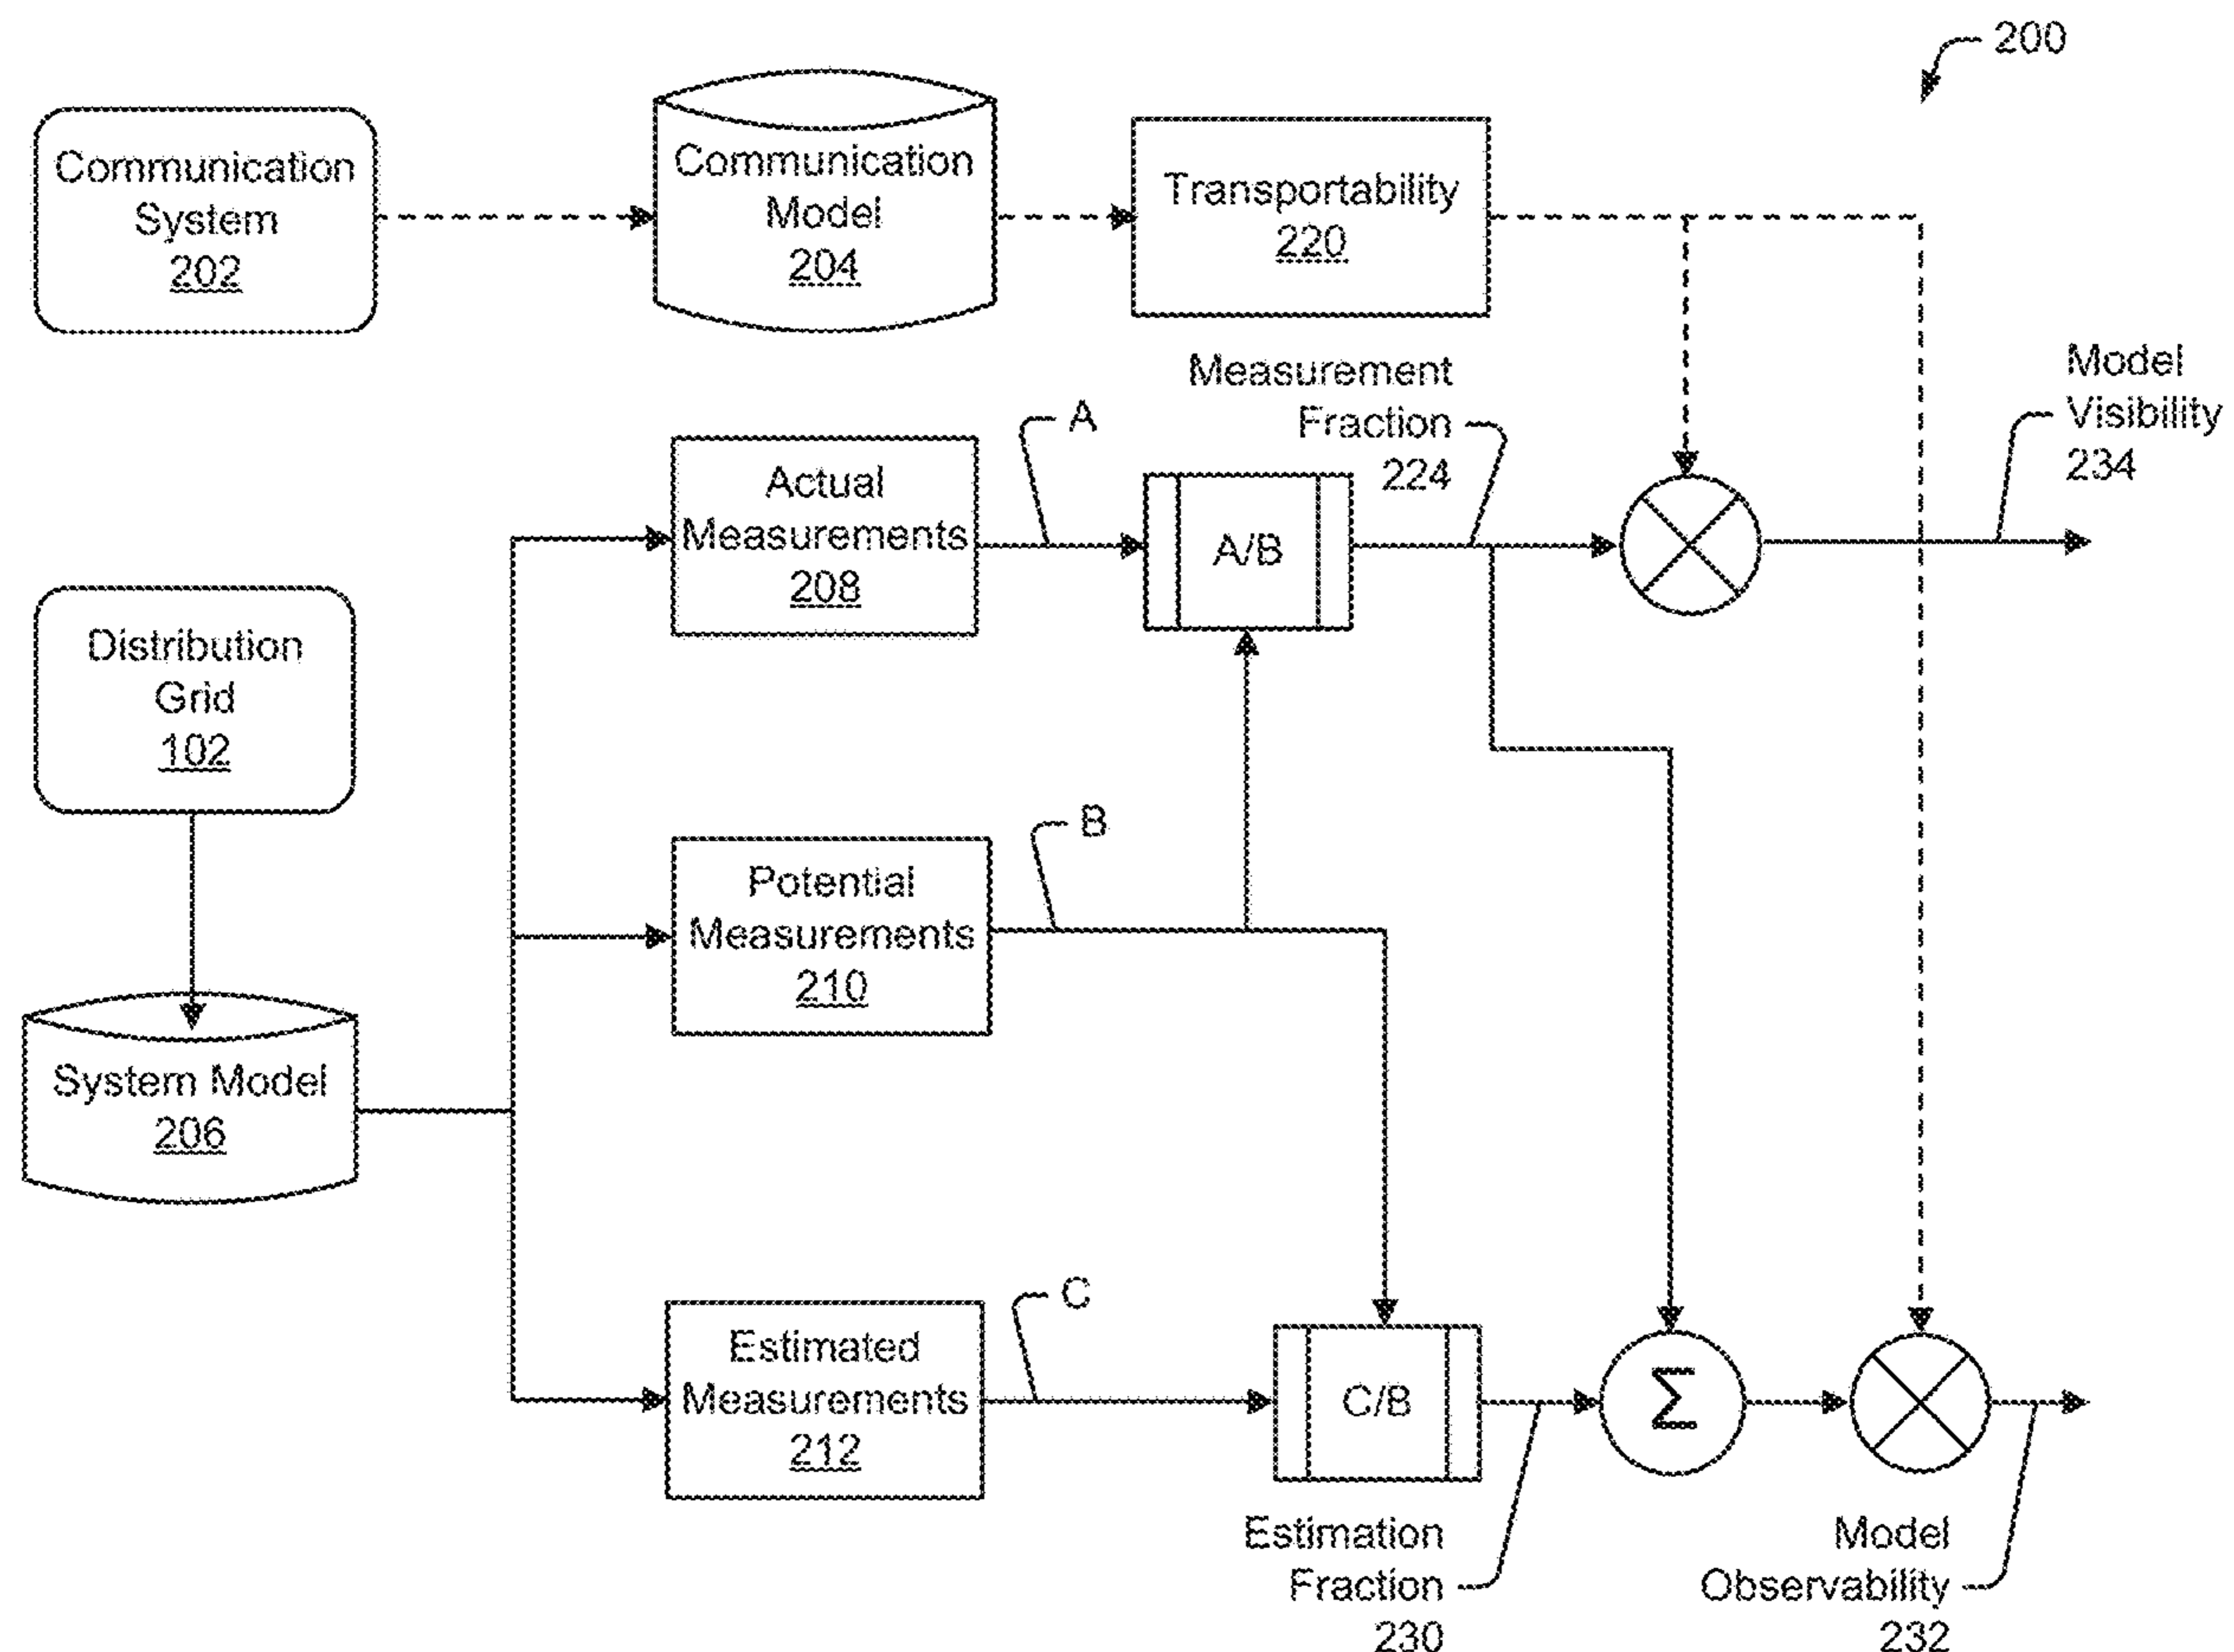 200
Communication
System
202
Communication
Model
204
Transportability
220
Measurement
Fraction
224
Model
Visibility
234
A
Actual
Measurements
208
A/B
Distribution
Grid
102
B
Potential
Measurements
210
System Model
206
C
Estimated
Measurements
212
C/B
Σ
Estimation
Fraction
230
Model
Observability
232